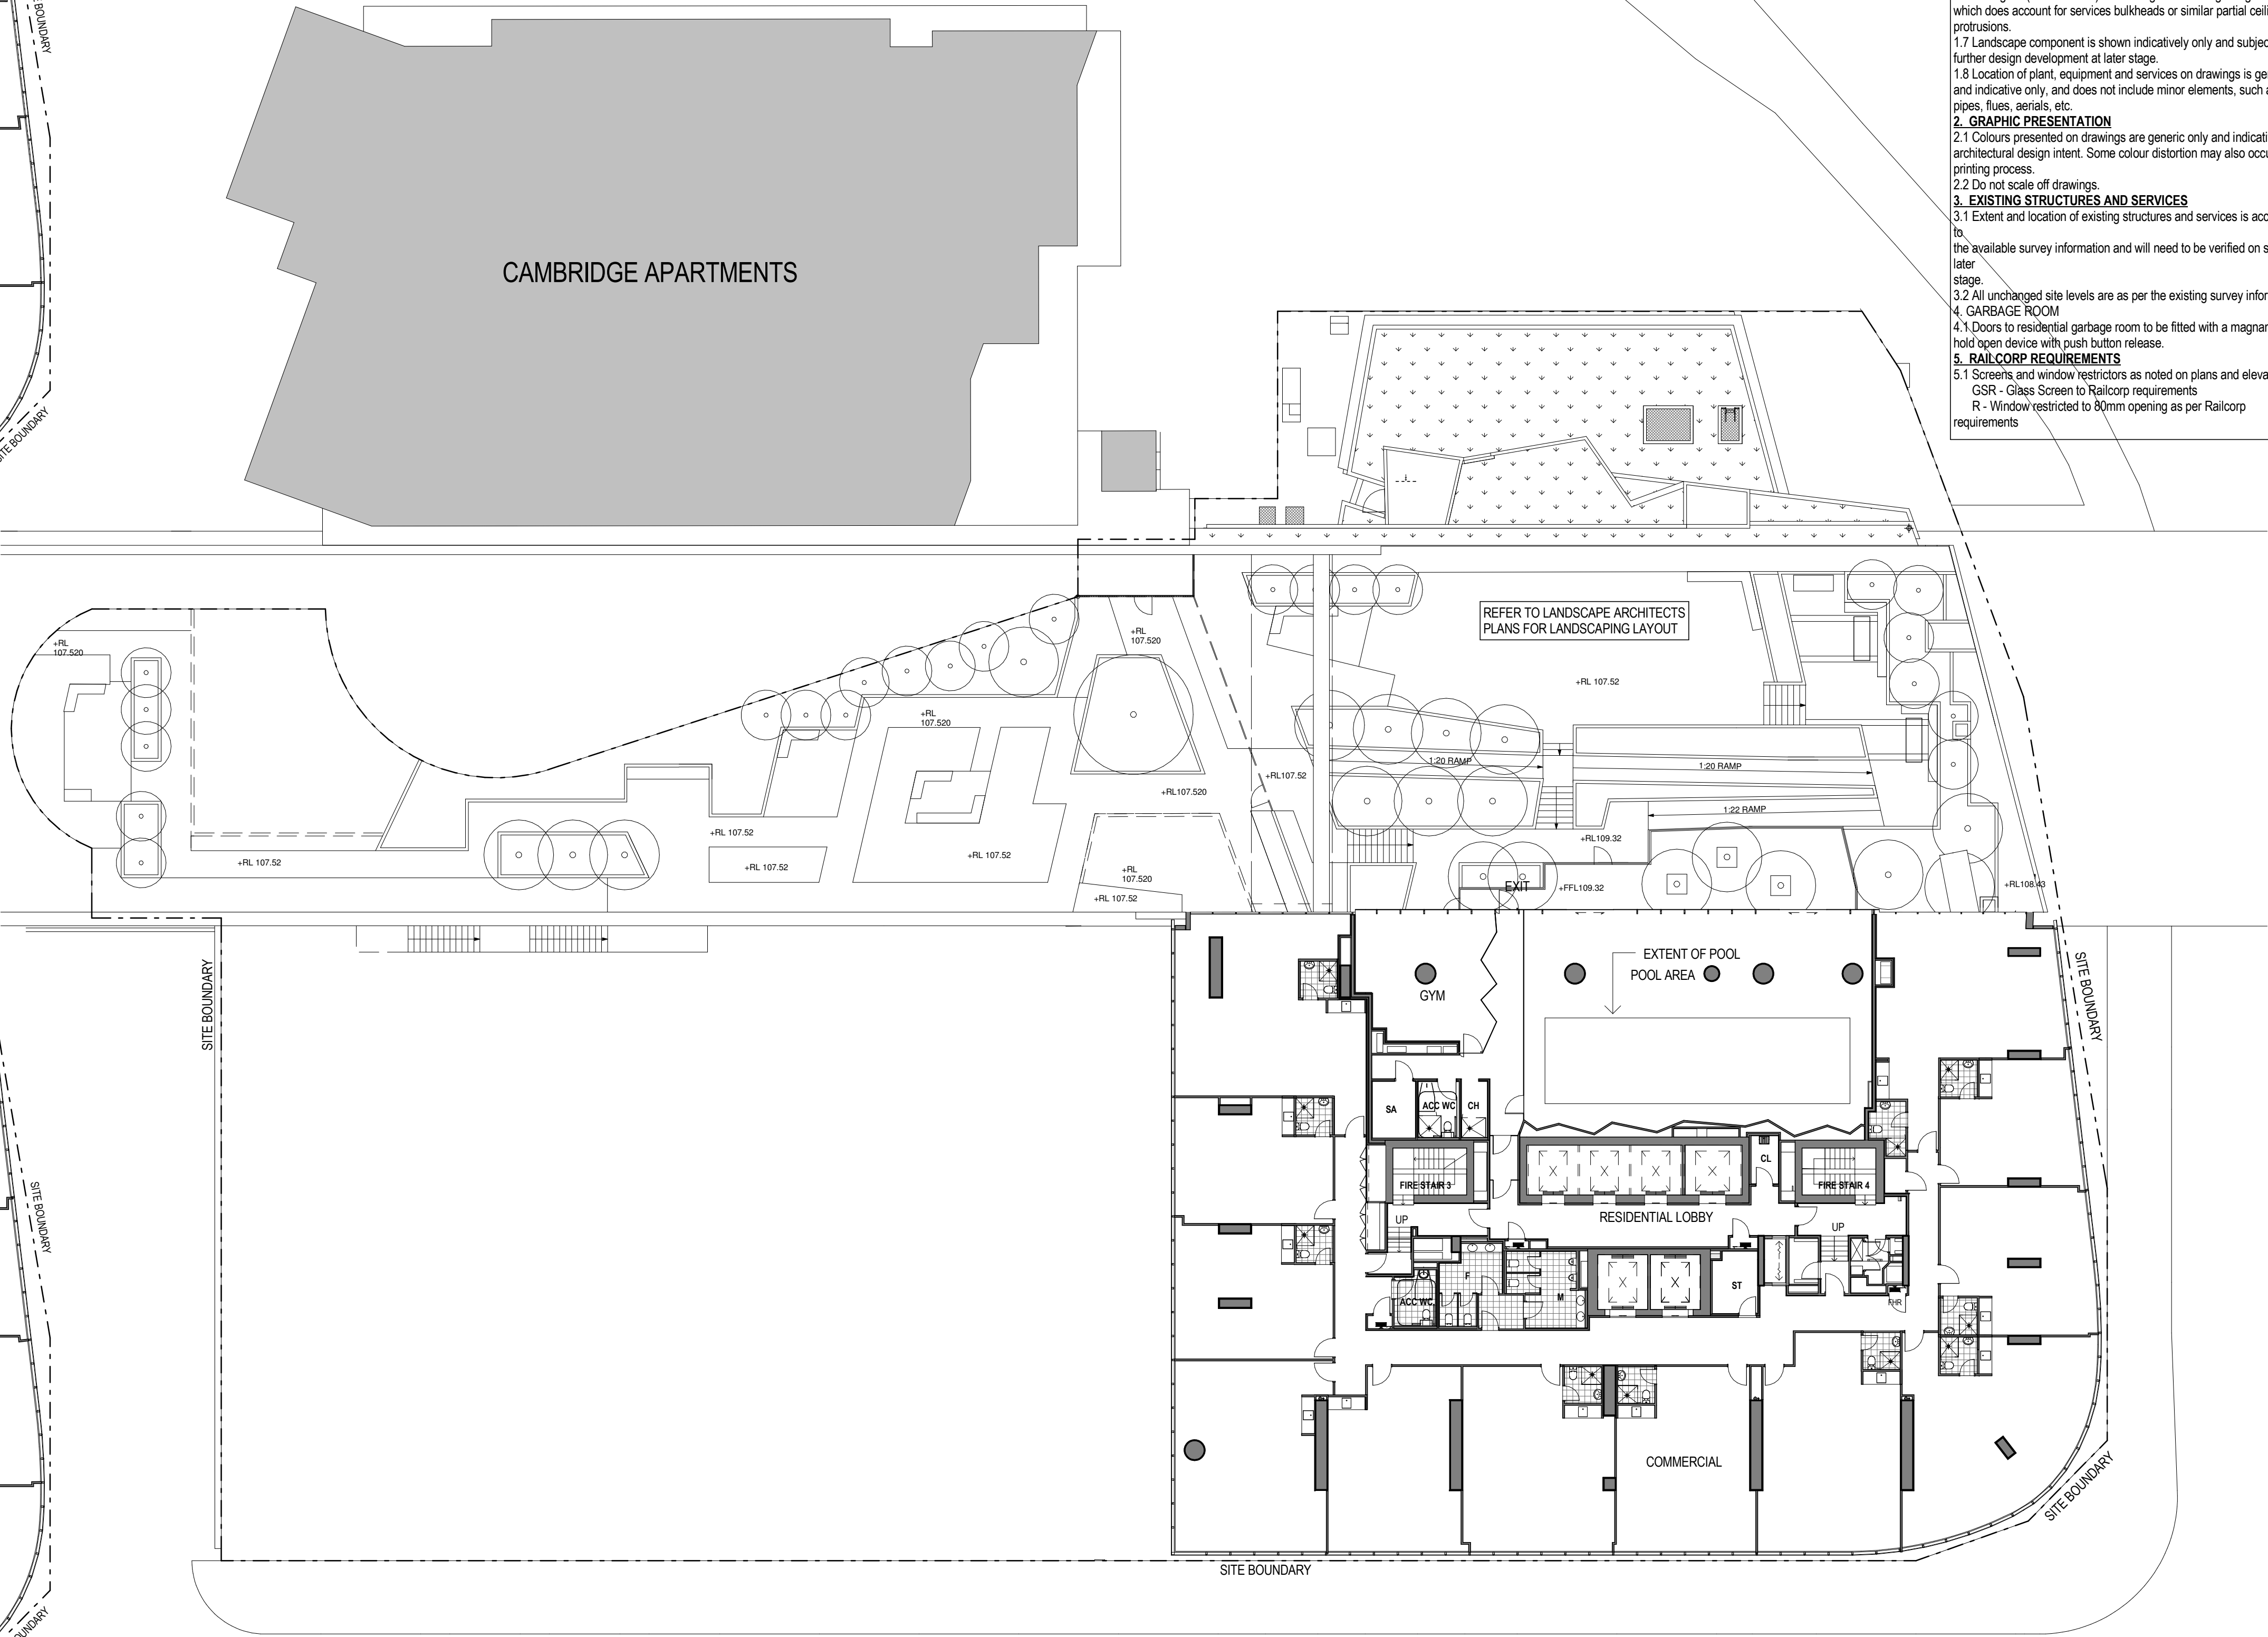 which does account for services bulkheads or similar partial
protrusions.
1.7 Landscape component is shown indicatively only and
further design development at later stage.
1.8 Location of plant, equipment and services on drawings is
and indicative only, and does not include minor elements, such
pipes, flues, aerials, etc.
2. GRAPHIC PRESENTATION
2.1 Colours presented on drawings are generic only and
architectural design intent. Some colour distortion may also
printing process.
2.2 Do not scale off drawings.
3. EXISTING STRUCTURES AND SERVICES
3.1 Extent and location of existing structures and services is
to
the available survey information and will need to be verified on
later
stage.
3.2 All unchanged site levels are as per the existing survey
4. GARBAGE ROOM
4.1 Doors to residential garbage room to be fitted with a
hold open device with push button release.
5. RAILCORP REQUIREMENTS
5.1 Screens and window restrictors as noted on plans and
GSR - Glass Screen to Railcorp requirements
R - Window restricted to 80mm opening as per Railcorp
requirements
BOUNDARY
SITE BOUNDARY
CAMBRIDGE APARTMENTS
REFER TO LANDSCAPE ARCHITECTS
PLANS FOR LANDSCAPING LAYOUT
+RL
107.520
+RL
107.520
+RL 107.52
+RL
107.520
+RL107.52
1:20 RAMP
1:20 RAMP
+RL107.520
1:22 RAMP
+RL 107.52
+RL109.32
+RL 107.52
+RL 107.52
+RL 107.52
+RL
107.520
+RL 107.52
EXIT
+FFL109.32
+RL108.43
SITE BOUNDARY
EXTENT OF POOL
POOL AREA
GYM
SITE BOUNDARY
SA
ACC WC
CH
CL
FIRE STAIR 3
FIRE STAIR 4
SITE BOUNDARY
UP
RESIDENTIAL LOBBY
UP
F
M
ST
ACC WC
FHR
COMMERCIAL
SITE BOUNDARY
SITE BOUNDARY
BOUNDARY